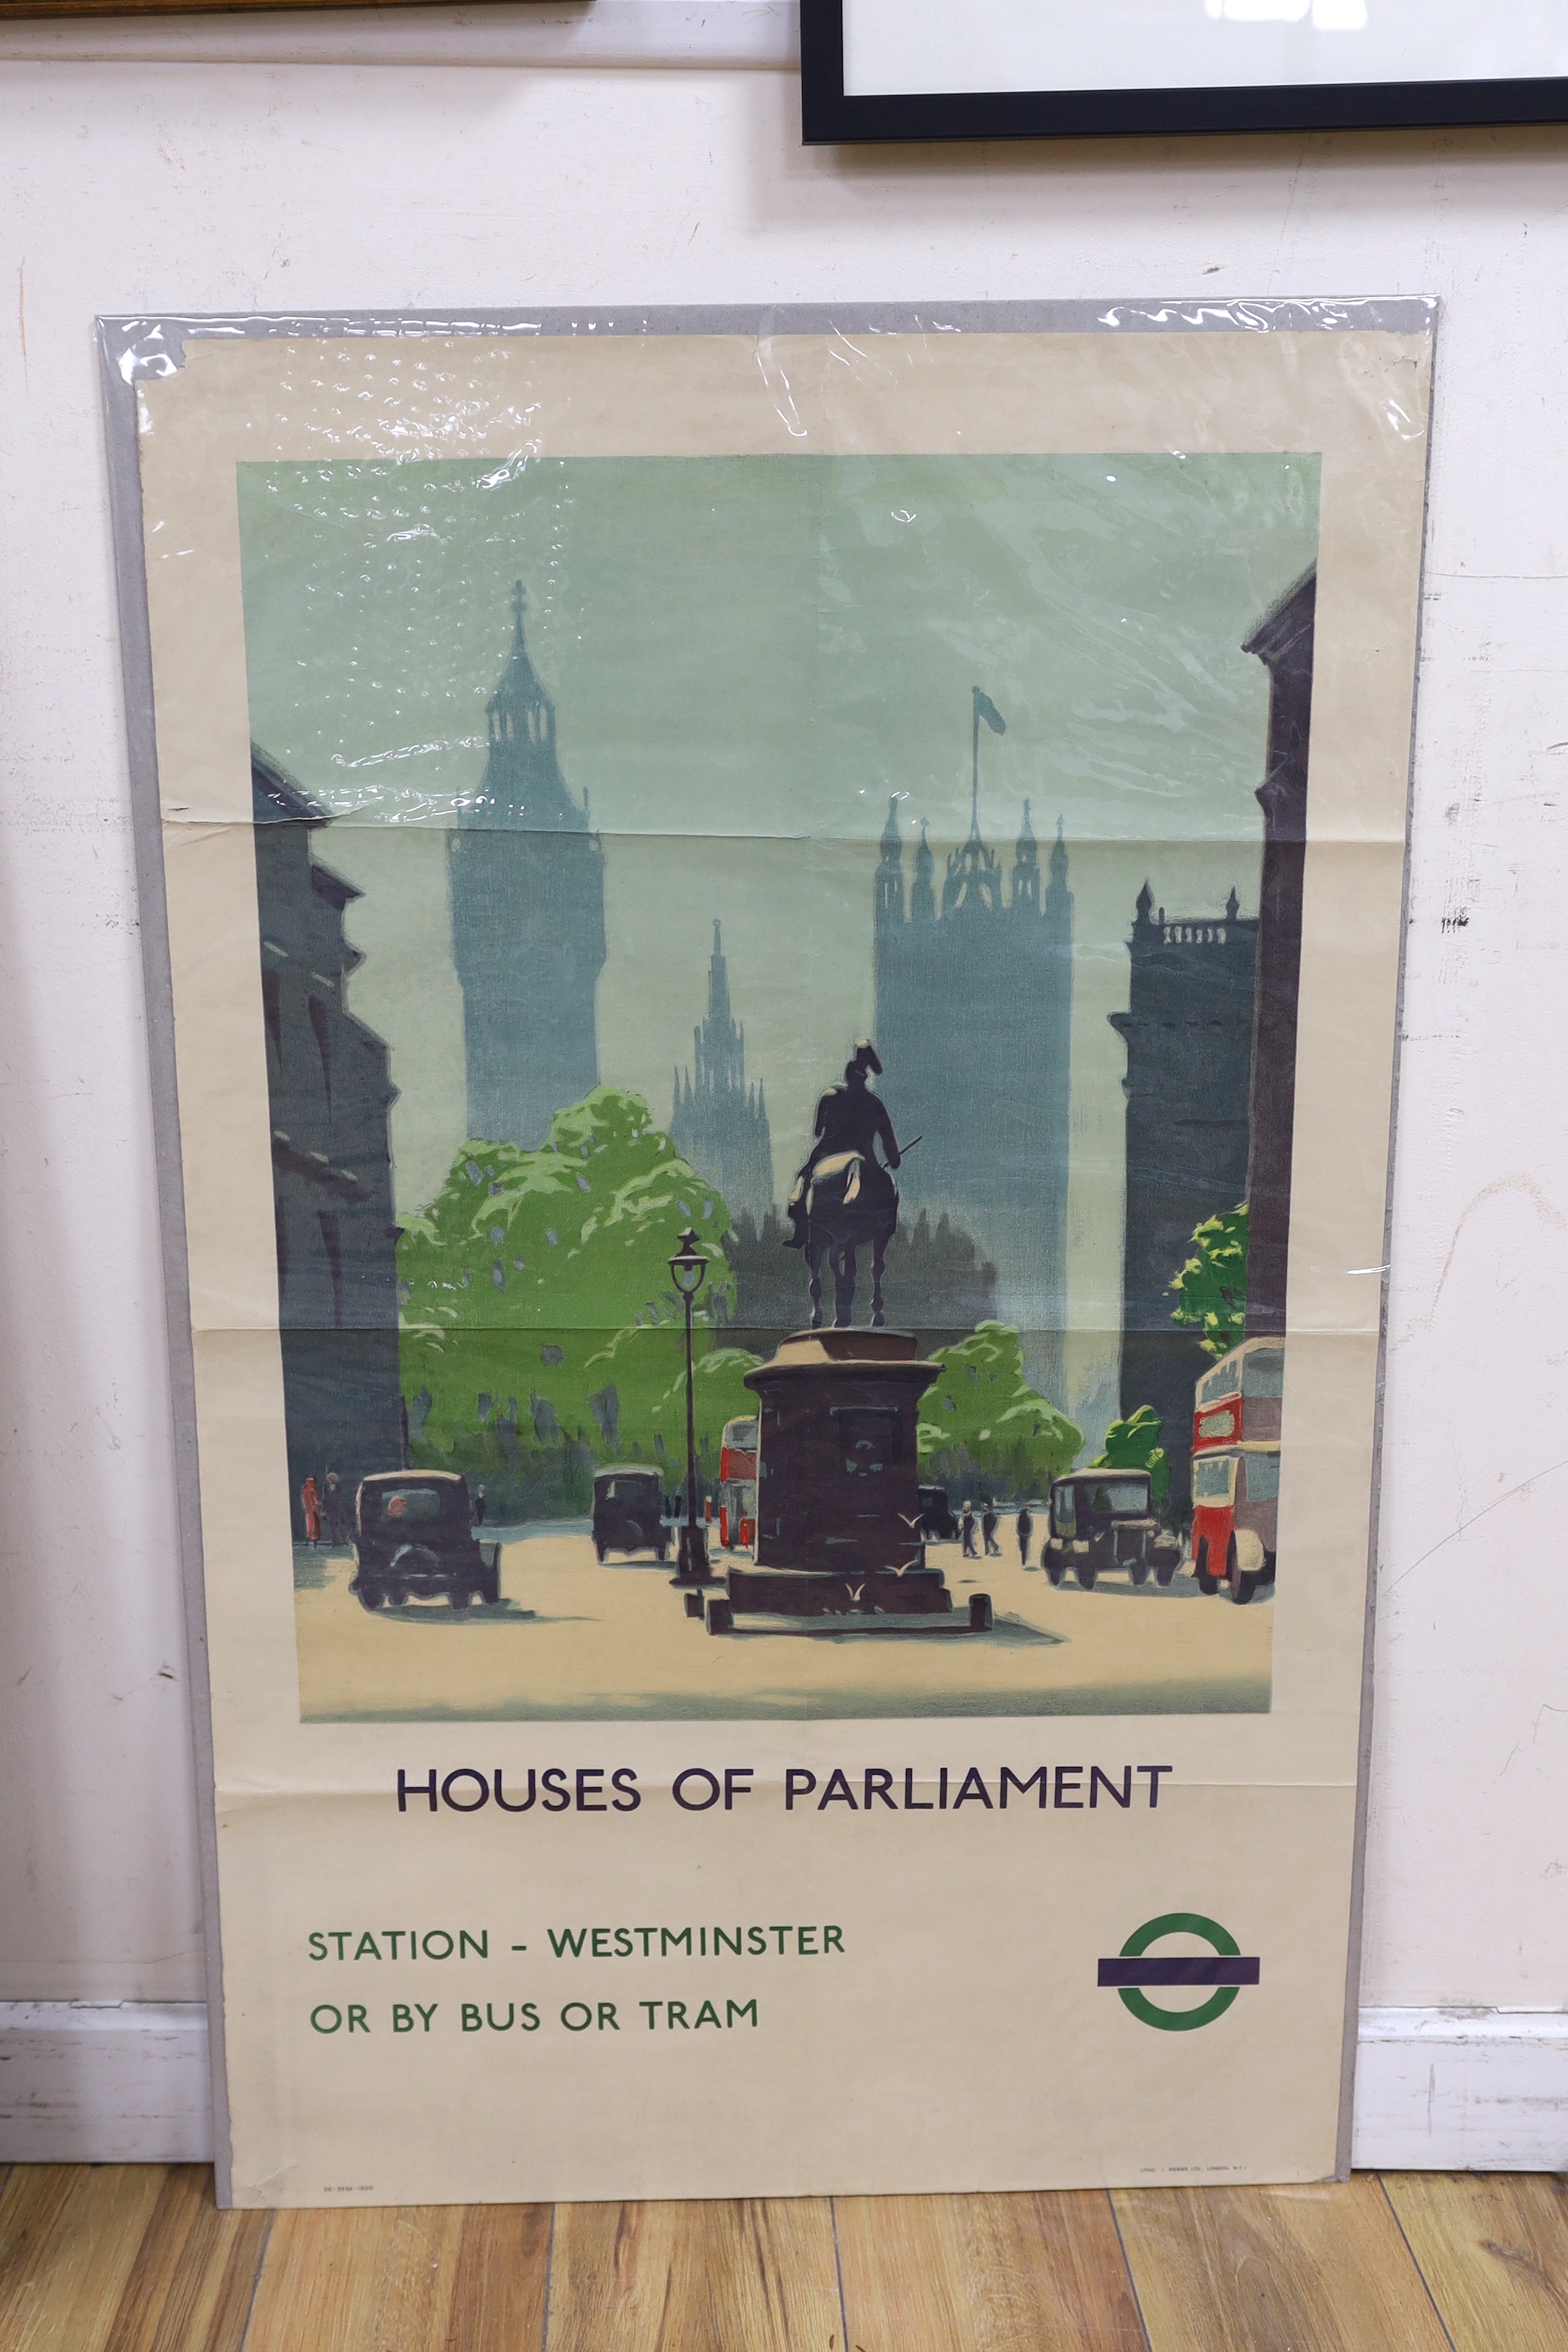 HOUSES OF PARLIAMENT
STATION - WESTMINSTER
OR BY BUS OR TRAM